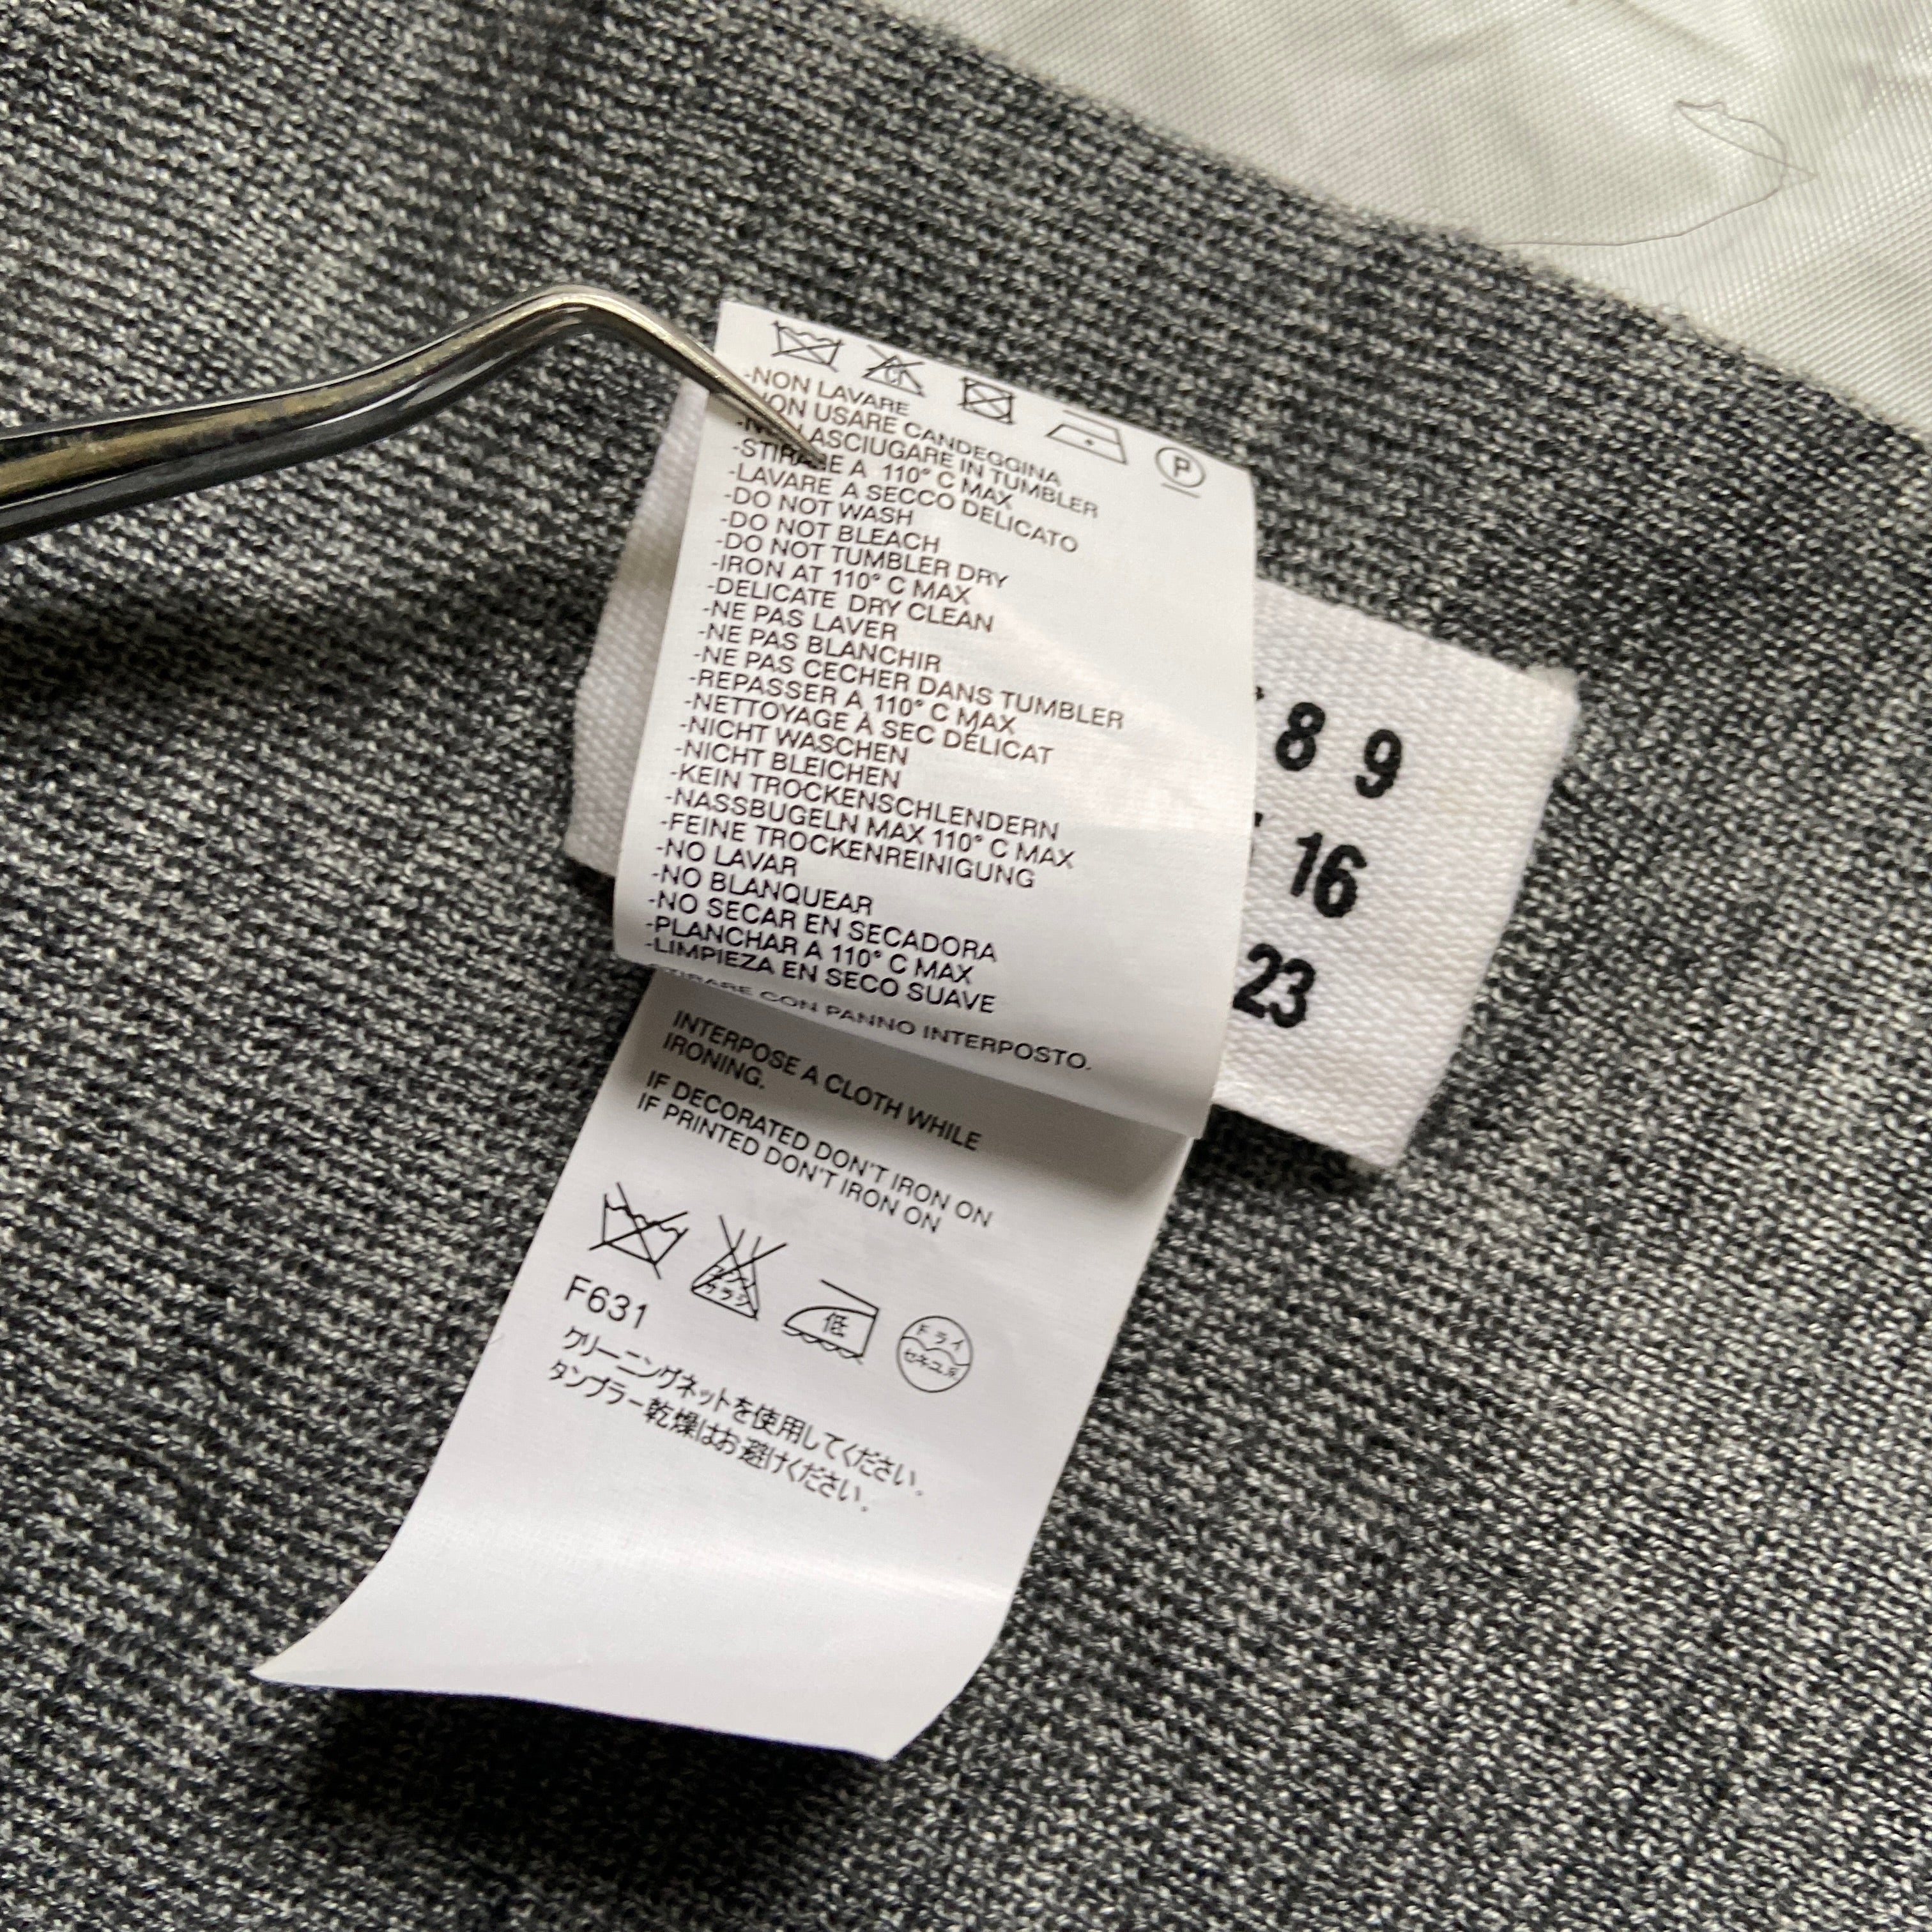 CL
P
-NON LAVARE
NON USARE CANDEGGINA
LASCIUGARE IN TUMBLER
-STIRARE A 110° C MAX
-LAVARE A SECCO DELICATO
-DO NOT WASH
-DO NOT BLEACH
-DO NOT TUMBLER DRY
-IRON AT 110° C MAX
-DELICATE DRY CLEAN
-NE PAS LAVER
-NE PAS BLANCHIR
-NE PAS CECHER DANS TUMBLER
-REPASSER A 110° C MAX
-NETTOYAGE À SEC DÉLICAT
-NICHT WASCHEN
-NICHT BLEICHEN
-KEIN TROCKENSCHLENDERN
-NASSBUGELN MAX 110° C MAX
-FEINE TROCKENREINIGUNG
-NO LAVAR
-NO BLANQUEAR
-NO SECAR EN SECADORA
-PLANCHAR A 110° C MAX
-LIMPIEZA EN SECO SUAVE
STIRARE CON PANNO INTERPOSTO.
INTERPOSE A CLOTH WHILE
IRONING.
IF DECORATED DON'T IRON ON
IF PRINTED DON'T IRON ON
低
ドライ
F631
クリーニングネットを使用してください。
タンブラー乾燥はお避けください。
8 9
16
23